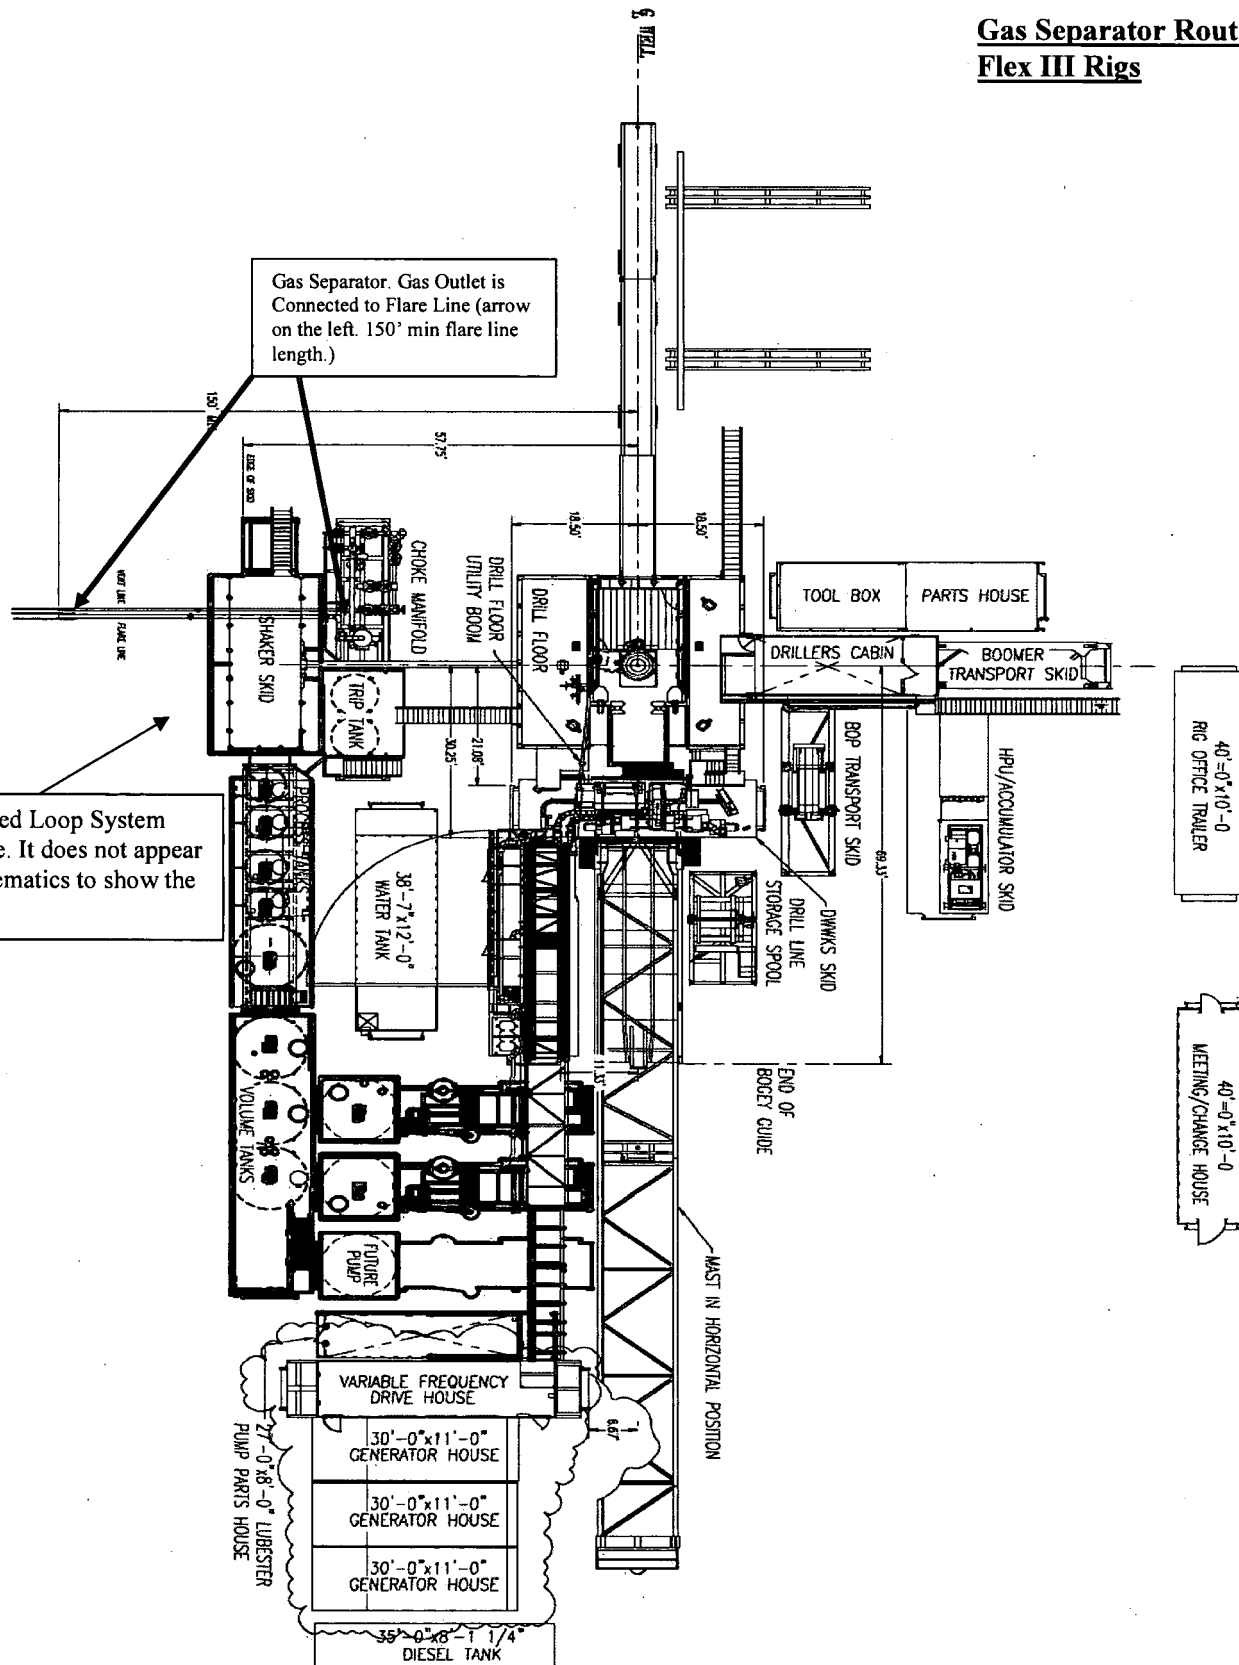 Gas Separator Rout
Flex III Rigs
℄ WELL
Gas Separator. Gas Outlet is
Connected to Flare Line (arrow
on the left. 150' min flare line
length.)
57.75'
EDGE OF SKID
18.50'
18.50'
CHOKE MANIFOLD
DRILL FLOOR
UTILITY BOOM
DRILL FLOOR
TOOL BOX
PARTS HOUSE
VENT LINE
FLARE LINE
SHAKER SKID
TRIP TANK
DRILLERS CABIN
BOOMER
TRANSPORT SKID
30.25'
21.08'
BOP TRANSPORT SKID
HPU/ACCUMULATOR SKID
40'=0"x10'-0
RIG OFFICE TRAILER
ed Loop System
e. It does not appear
ematics to show the
PROCESS TANKS
38'-7"x12'-0"
WATER TANK
69.33'
DWWKS SKID
DRILL LINE
STORAGE SPOOL
11.33'
END OF
BOGEY GUIDE
40'=0"x10'-0
MEETING/CHANGE HOUSE
VOLUME TANKS
FUTURE
PUMP
MAST IN HORIZONTAL POSITION
VARIABLE FREQUENCY
DRIVE HOUSE
6.67'
27'-0"x8'-0" LUBESTER
PUMP PARTS HOUSE
30'-0"x11'-0"
GENERATOR HOUSE
30'-0"x11'-0"
GENERATOR HOUSE
30'-0"x11'-0"
GENERATOR HOUSE
35'-0"x8'-1 1/4"
DIESEL TANK